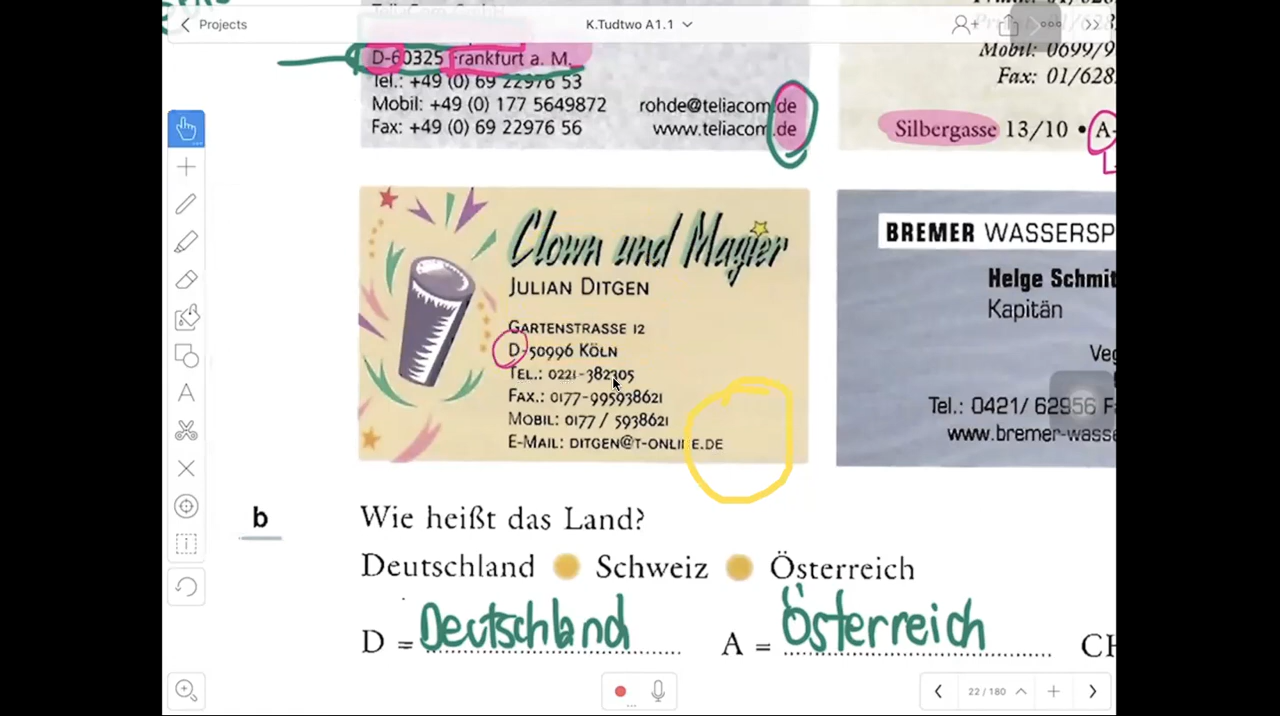 Projects
K.Tudtwo A1.1
D-60325 Frankfurt a. M.
Tel.: +49 (0) 69 22976 53
Mobil: +49 (0) 177 5649872
Fax: +49 (0) 69 22976 56
rohde@teliacom.de
www.teliacom.de
Mobil: 0699/9
Fax: 01/628
Silbergasse 13/10 • A-
Clown und Magier
JULIAN DITGEN
GARTENSTRASSE 12
D-50996 KÖLN
TEL.: 0221-382305
FAX.: 0177-995938621
MOBIL: 0177 / 5938621
E-MAIL: DITGEN@T-ONLINE.DE
BREMER WASSERSP
Helge Schmit
Kapitän
Veg
Tel.: 0421/ 62956 F
www.bremer-wasse
b
Wie heißt das Land?
Deutschland Schweiz Österreich
D = Deutschland A = Österreich CH
22 / 180